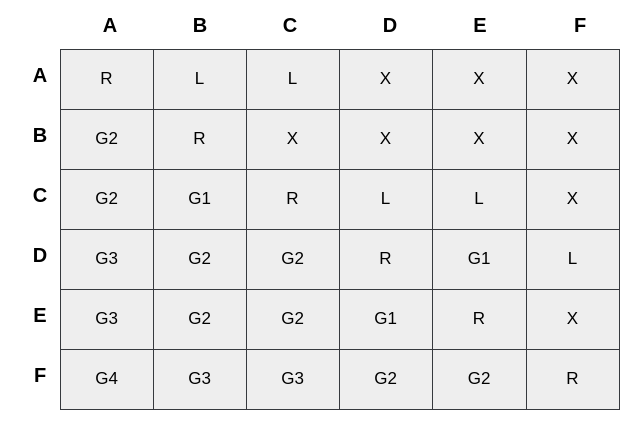 A B C D E F
A R L L X X X
B G2 R X X X X
C G2 G1 R L L X
D G3 G2 G2 R G1 L
E G3 G2 G2 G1 R X
F G4 G3 G3 G2 G2 R